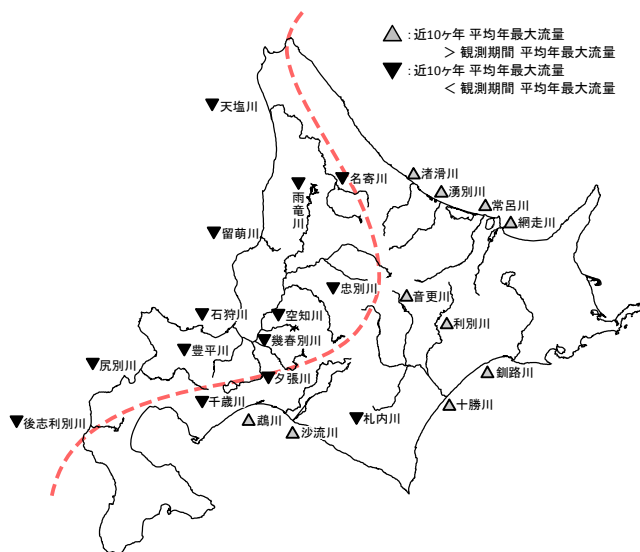 △：近10ヶ年 平均年最大流量
＞ 観測期間 平均年最大流量
▼：近10ヶ年 平均年最大流量
＜ 観測期間 平均年最大流量
天塩川
名寄川
渚滑川
湧別川
雨竜川
常呂川
網走川
留萌川
忠別川
音更川
石狩川
空知川
利別川
幾春別川
豊平川
尻別川
夕張川
釧路川
千歳川
十勝川
後志利別川
鵡川
札内川
沙流川